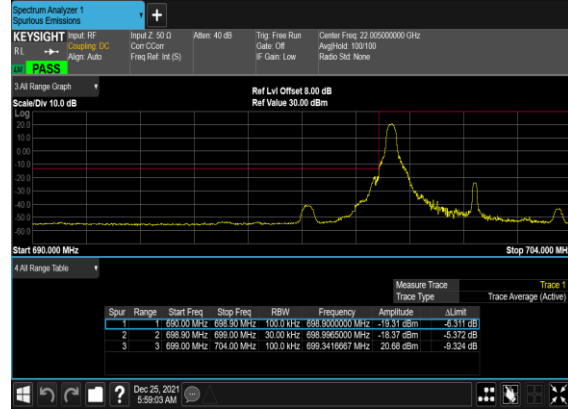 Spectrum Analyzer 1
Spurious Emissions
KEYSIGHT Input: RF Input Z: 50 Ω Atten: 40 dB Trig: Free Run Center Freq: 22.005000000 GHz
RL Coupling: DC Corr CCorr Gate: Off Avg|Hold: 100/100
Align: Auto Freq Ref: Int (S) IF Gain: Low Radio Std: None
PASS
3 All Range Graph
Ref Lvl Offset 8.00 dB
Scale/Div 10.0 dB Ref Value 30.00 dBm
Log
20.0
10.0
0.00
-10.0
-20.0
-30.0
-40.0
-50.0
-60.0
Start 690.000 MHz Stop 704.000 MH
4 All Range Table
Measure Trace Trace 1
Trace Type Trace Average (Active)
Spur Range Start Freq Stop Freq RBW Frequency Amplitude ΔLimit
1 1 690.00 MHz 698.90 MHz 100.0 kHz 698.9000000 MHz -19.31 dBm -6.311 dB
2 2 698.90 MHz 699.00 MHz 30.00 kHz 698.9965000 MHz -18.37 dBm -5.372 dB
3 3 699.00 MHz 704.00 MHz 100.0 kHz 699.3416667 MHz 20.68 dBm -9.324 dB
? Dec 25, 2021
5:59:03 AM